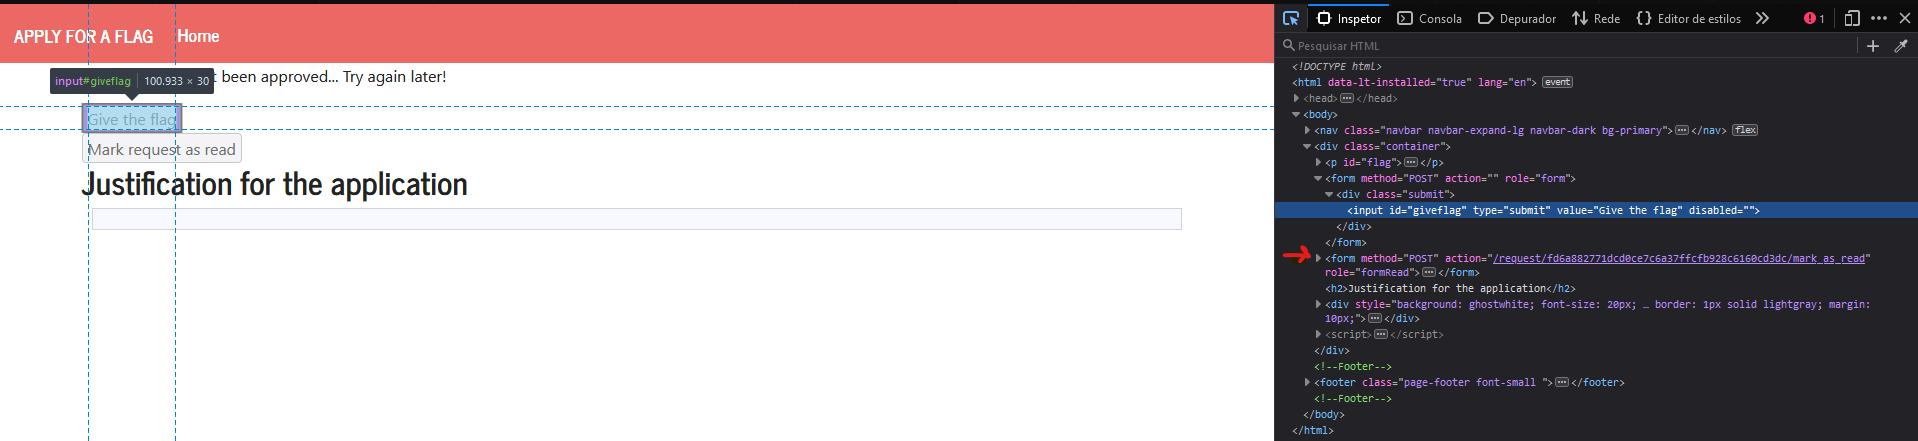 APPLY FOR A FLAG Home
input#giveflag 100.933 × 30
t been approved... Try again later!
Give the flag
Mark request as read
Justification for the application
Inspetor Consola Depurador Rede Editor de estilos 1
Pesquisar HTML
<!DOCTYPE html>
<html data-lt-installed="true" lang="en"> event
<head> </head>
<body>
<nav class="navbar navbar-expand-lg navbar-dark bg-primary"> </nav> flex
<div class="container">
<p id="flag"> </p>
<form method="POST" action="" role="form">
<div class="submit">
<input id="giveflag" type="submit" value="Give the flag" disabled="">
</div>
</form>
<form method="POST" action="/request/fd6a882771dcd0ce7c6a37ffcfb928c6160cd3dc/mark_as_read"
role="formRead"> </form>
<h2>Justification for the application</h2>
<div style="background: ghostwhite; font-size: 20px; … border: 1px solid lightgray; margin:
10px;"> </div>
<script> </script>
</div>
<!--Footer-->
<footer class="page-footer font-small "> </footer>
<!--Footer-->
</body>
</html>